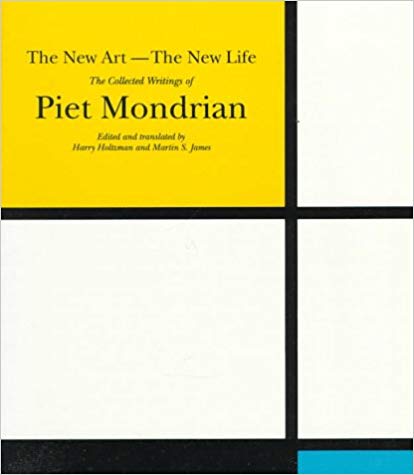 The New Art — The New Life
The Collected Writings of
Piet Mondrian
Edited and translated by
Harry Holtzman and Martin S. James